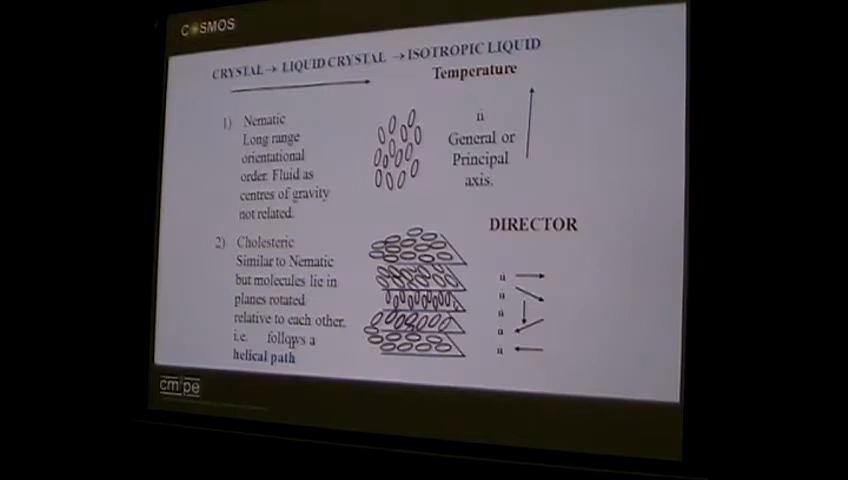 COSMOS
CRYSTAL → LIQUID CRYSTAL → ISOTROPIC LIQUID
Temperature
1) Nematic
Long range
orientational
order. Fluid as
centres of gravity
not related.
General or
Principal
axis.
DIRECTOR
2) Cholesteric
Similar to Nematic
but molecules lie in
planes rotated
relative to each other.
i.e. follows a
helical path
cm pe